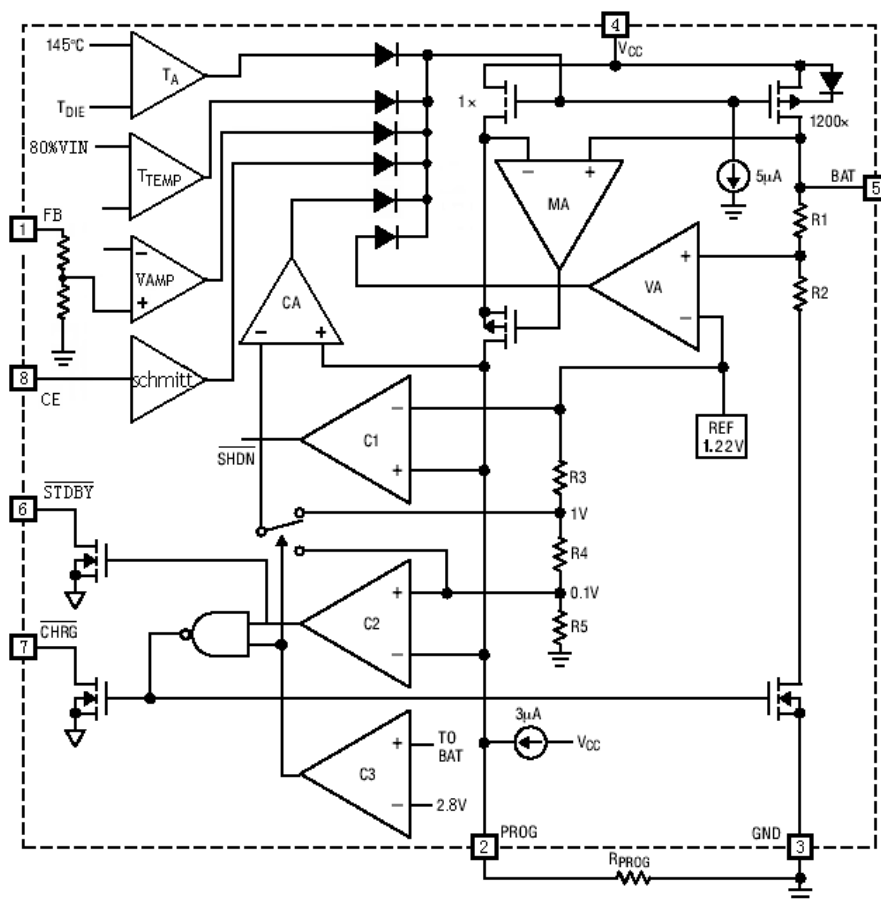 4
145°C
VCC
TA
TDIE
1×
1200×
80%VIN
TTEMP
5μA
BAT
5
− +
MA
R1
1
FB
−
VAMP
+
CA
− +
+
VA
−
R2
8
CE
schmitt
−
C1
+
SHDN
REF
1.22V
R3
6
STDBY
1V
R4
+
C2
−
0.1V
R5
7
CHRG
3μA
VCC
+
C3
−
TO
BAT
2.8V
2
PROG
GND
3
RPROG